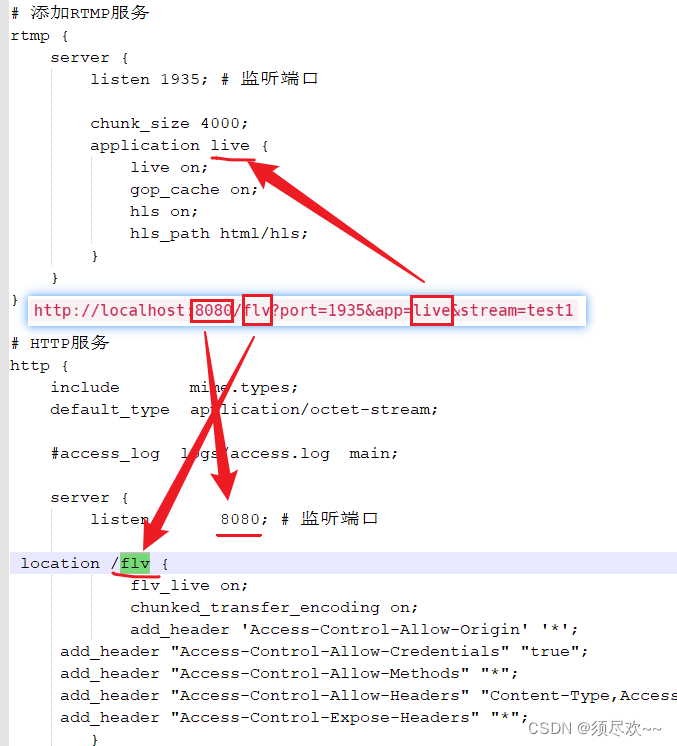 # 添加RTMP服务
rtmp {
server {
listen 1935; # 监听端口
chunk_size 4000;
application live {
live on;
gop_cache on;
hls on;
hls_path html/hls;
}
}
}
http://localhost:8080/flv?port=1935&app=live&stream=test1
# HTTP服务
http {
include mime.types;
default_type application/octet-stream;
#access_log logs/access.log main;
server {
listen 8080; # 监听端口
location /flv {
flv_live on;
chunked_transfer_encoding on;
add_header 'Access-Control-Allow-Origin' '*';
add_header "Access-Control-Allow-Credentials" "true";
add_header "Access-Control-Allow-Methods" "*";
add_header "Access-Control-Allow-Headers" "Content-Type,Access
add_header "Access-Control-Expose-Headers" "*";
}
CSDN @须尽欢~~